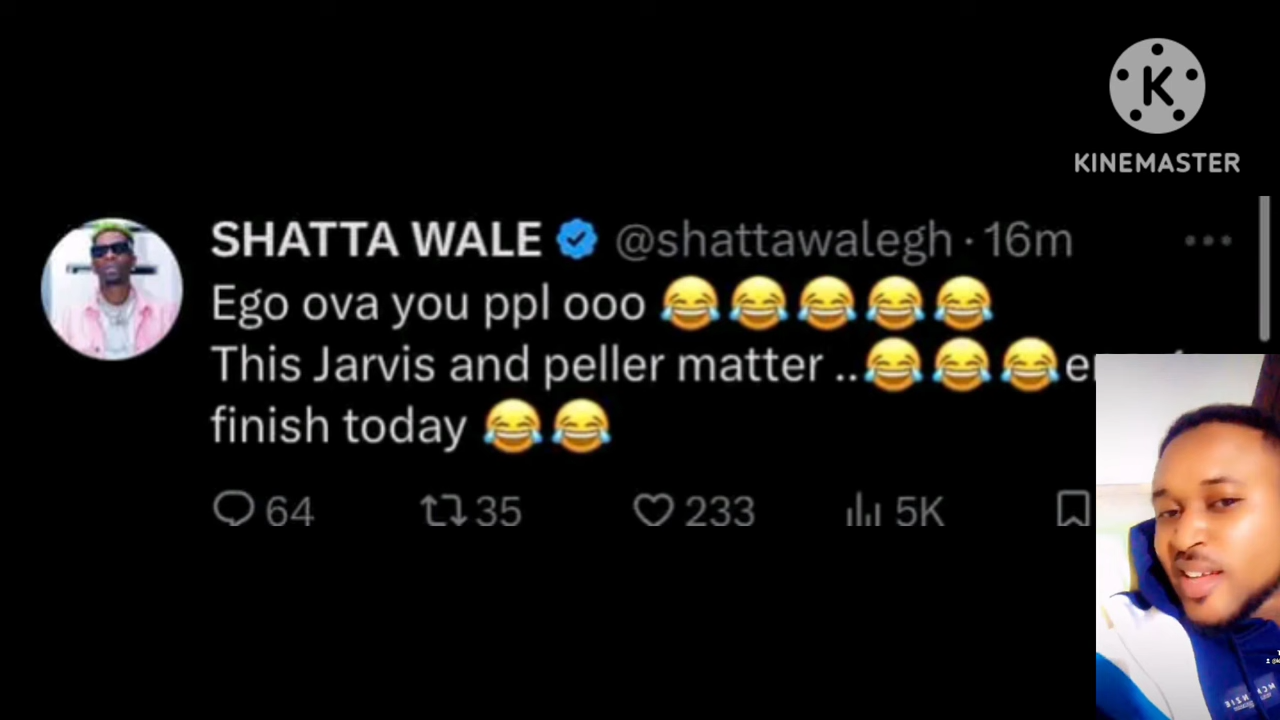 K
KINEMASTER
SHATTA WALE @shattawalegh · 16m
Ego ova you ppl ooo 😂😂😂😂😂
This Jarvis and peller matter ..😂😂😂
finish today 😂😂
64 35 233 5K